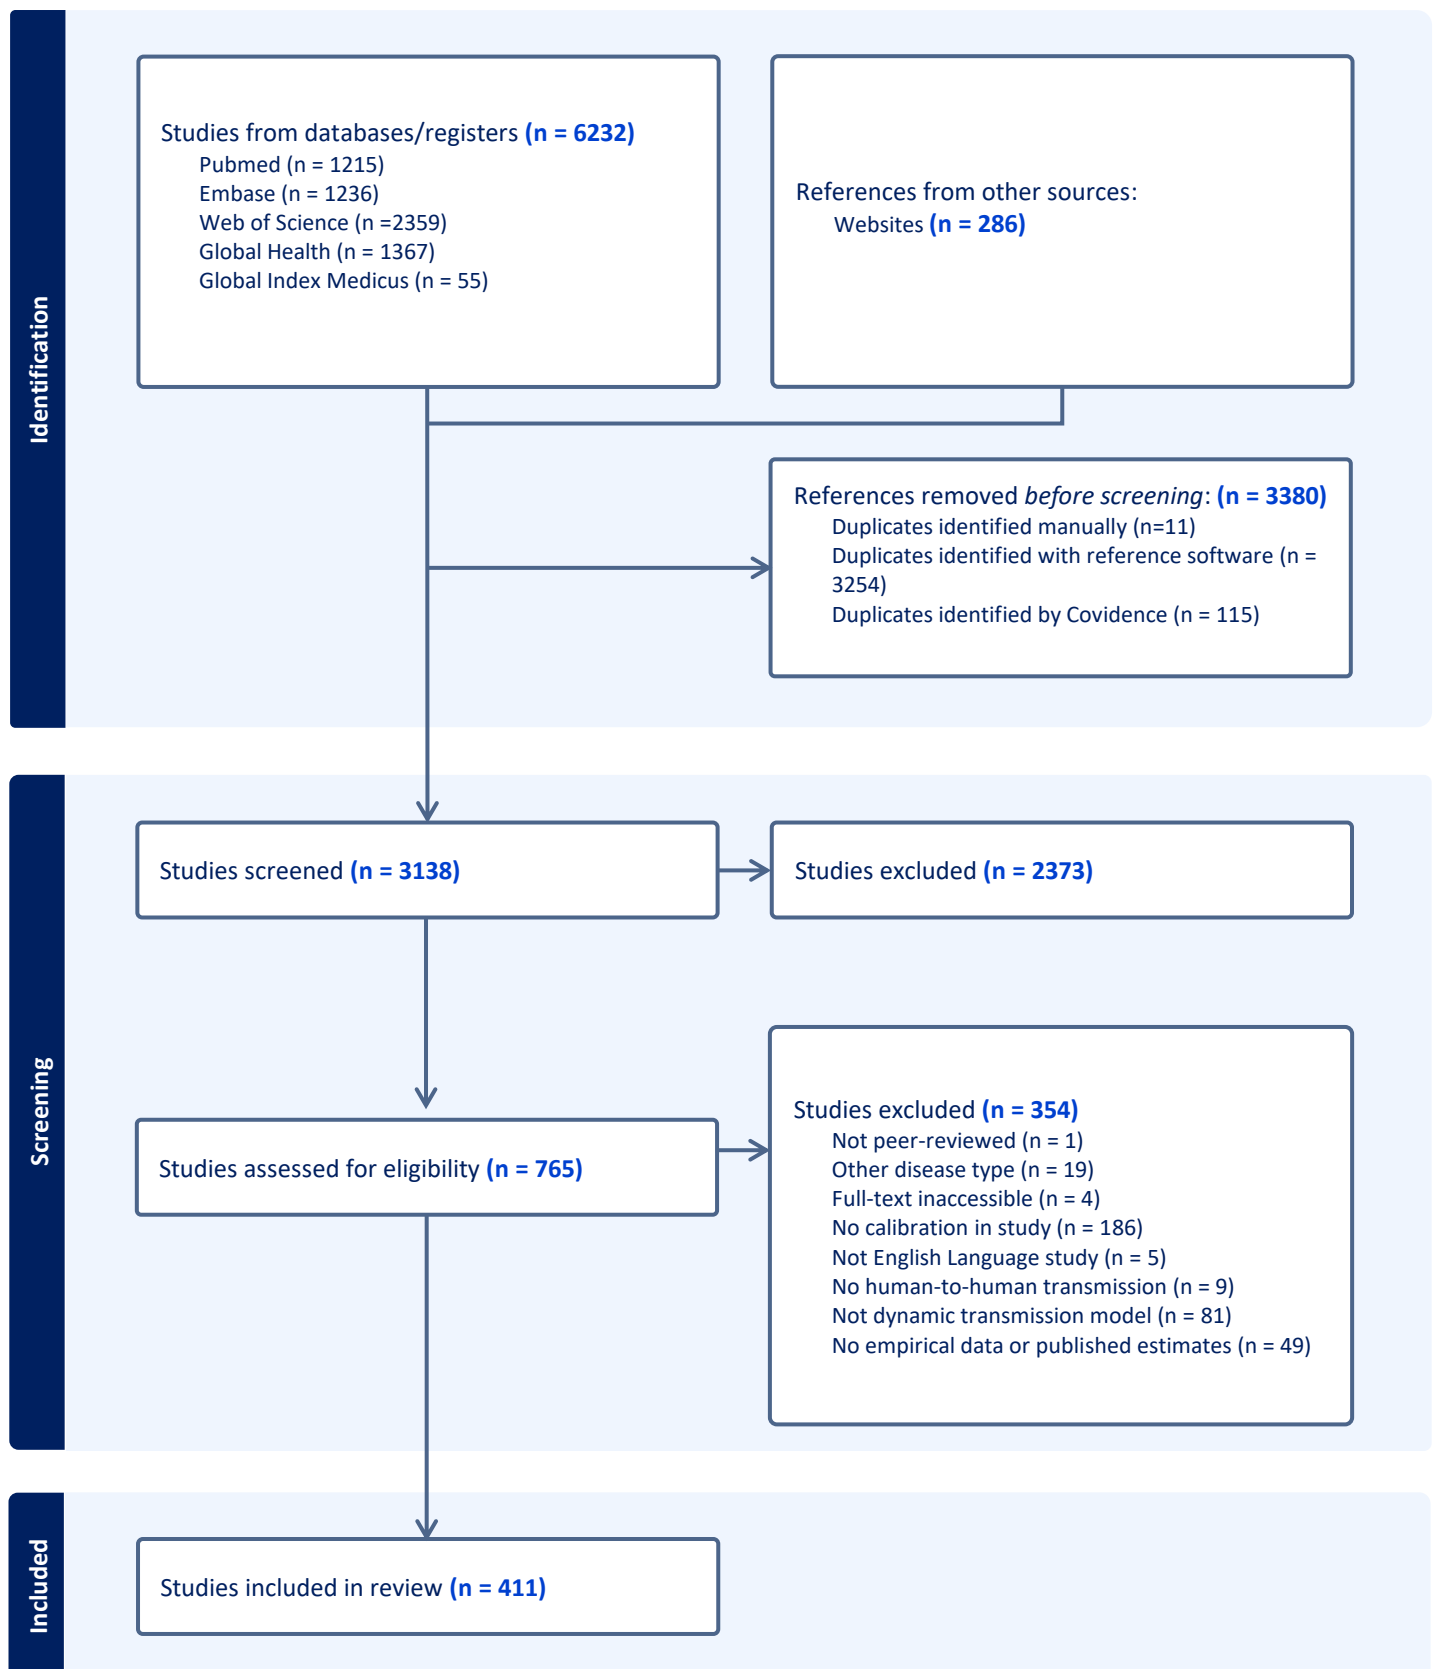 Identification
Studies from databases/registers (n = 6232)
Pubmed (n = 1215)
Embase (n = 1236)
Web of Science (n =2359)
Global Health (n = 1367)
Global Index Medicus (n = 55)
References from other sources:
Websites (n = 286)
References removed before screening: (n = 3380)
Duplicates identified manually (n=11)
Duplicates identified with reference software (n =
3254)
Duplicates identified by Covidence (n = 115)
Screening
Studies screened (n = 3138)
Studies excluded (n = 2373)
Studies assessed for eligibility (n = 765)
Studies excluded (n = 354)
Not peer-reviewed (n = 1)
Other disease type (n = 19)
Full-text inaccessible (n = 4)
No calibration in study (n = 186)
Not English Language study (n = 5)
No human-to-human transmission (n = 9)
Not dynamic transmission model (n = 81)
No empirical data or published estimates (n = 49)
Included
Studies included in review (n = 411)